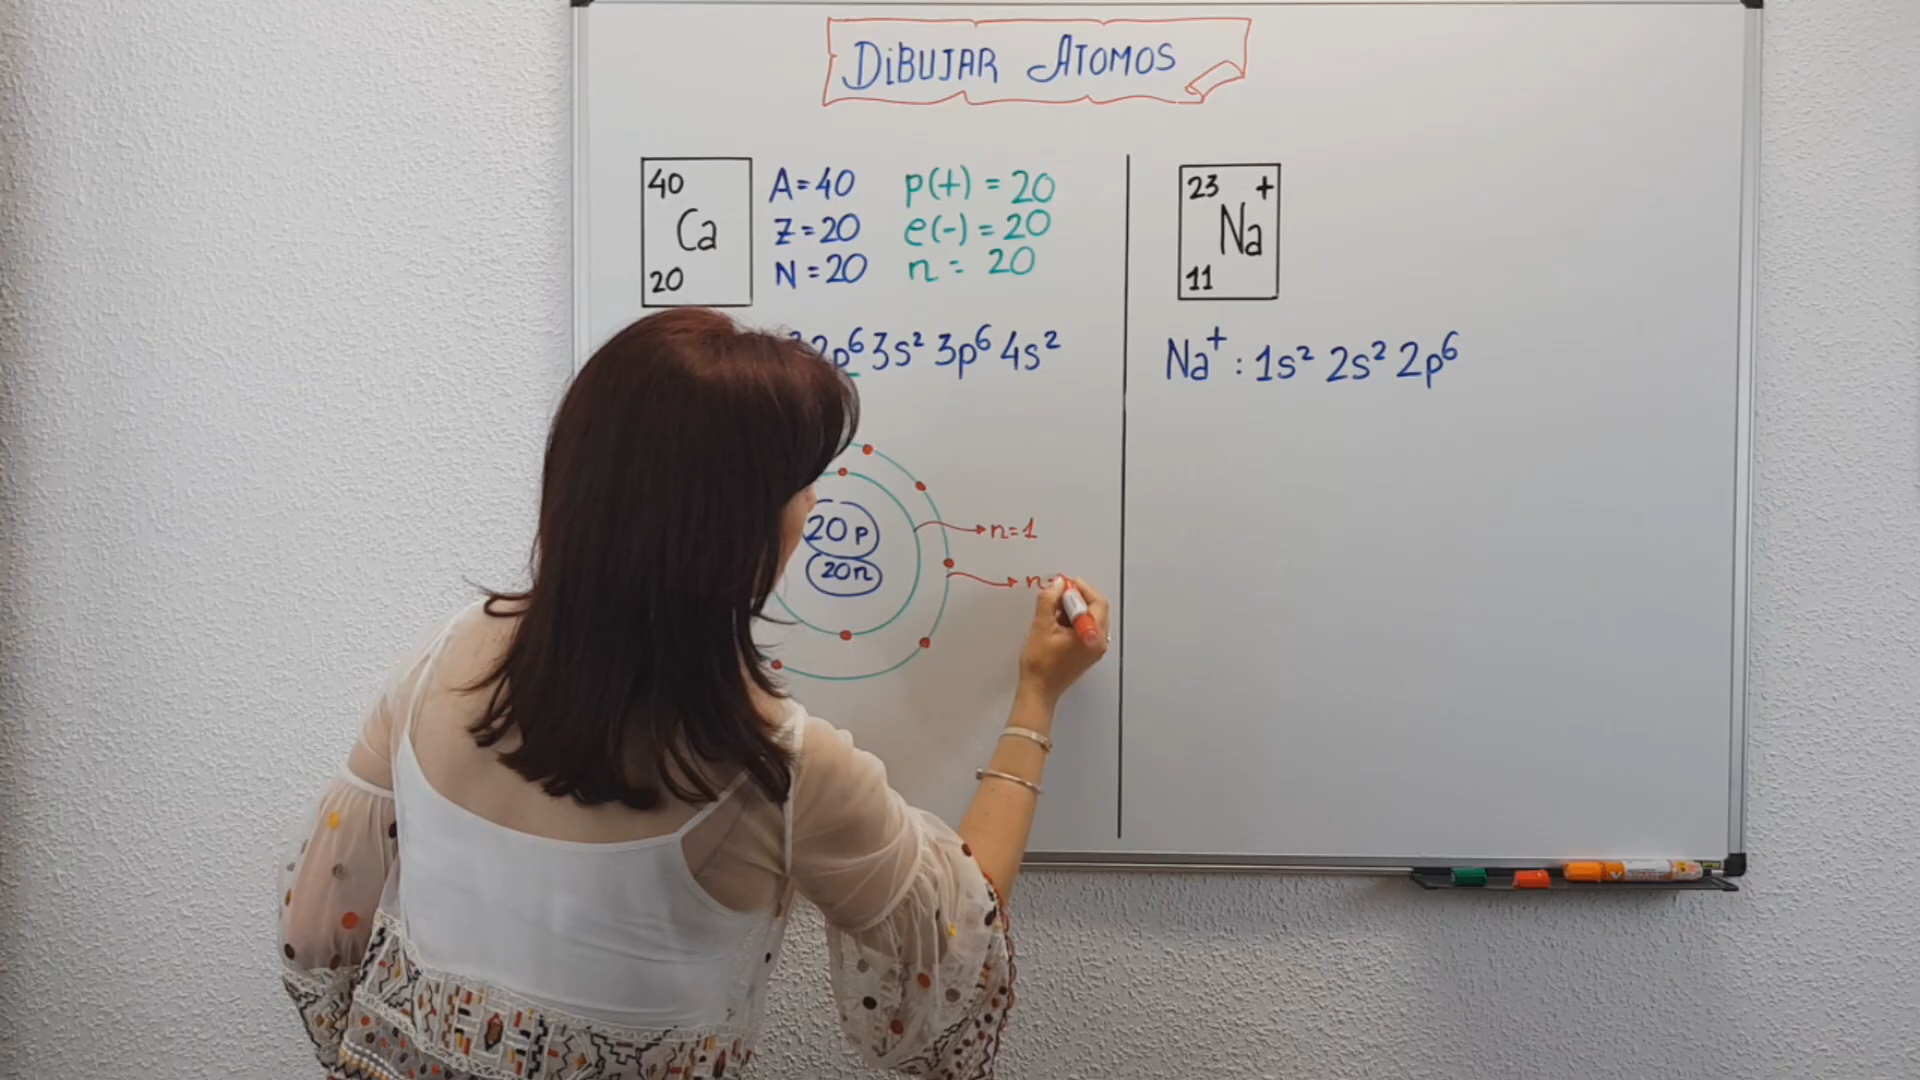 DiBUJAR ATOMOS
40
Ca
20
A=40
Z=20
N=20
p(+) = 20
e(-) = 20
n = 20
2p⁶ 3s² 3p⁶ 4s²
20 p
20 n
n=1
n=
23 +
Na
11
Na⁺ : 1s² 2s² 2p⁶